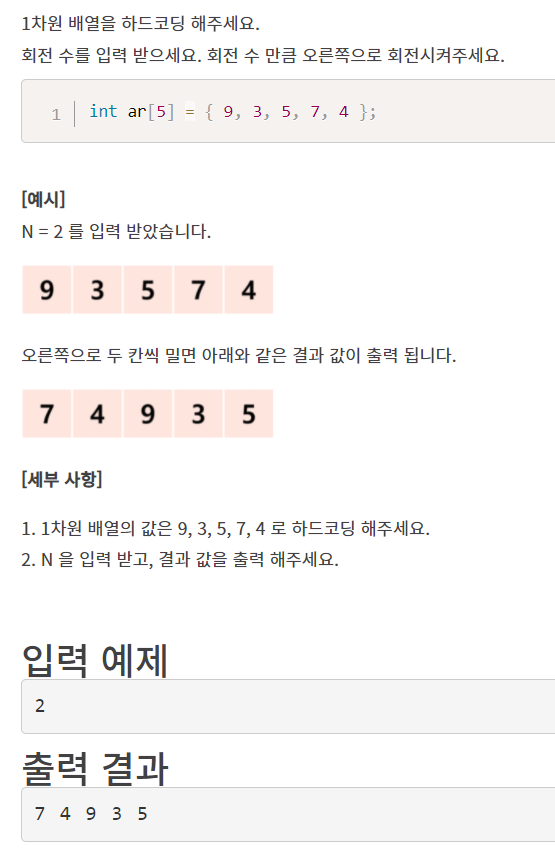 1차원 배열을 하드코딩 해주세요.
회전 수를 입력 받으세요. 회전 수 만큼 오른쪽으로 회전시켜주세요.
1 int ar[5] = { 9, 3, 5, 7, 4 };
[예시]
N = 2 를 입력 받았습니다.
9 3 5 7 4
오른쪽으로 두 칸씩 밀면 아래와 같은 결과 값이 출력 됩니다.
7 4 9 3 5
[세부 사항]
1. 1차원 배열의 값은 9, 3, 5, 7, 4 로 하드코딩 해주세요.
2. N 을 입력 받고, 결과 값을 출력 해주세요.
입력 예제
2
출력 결과
7 4 9 3 5